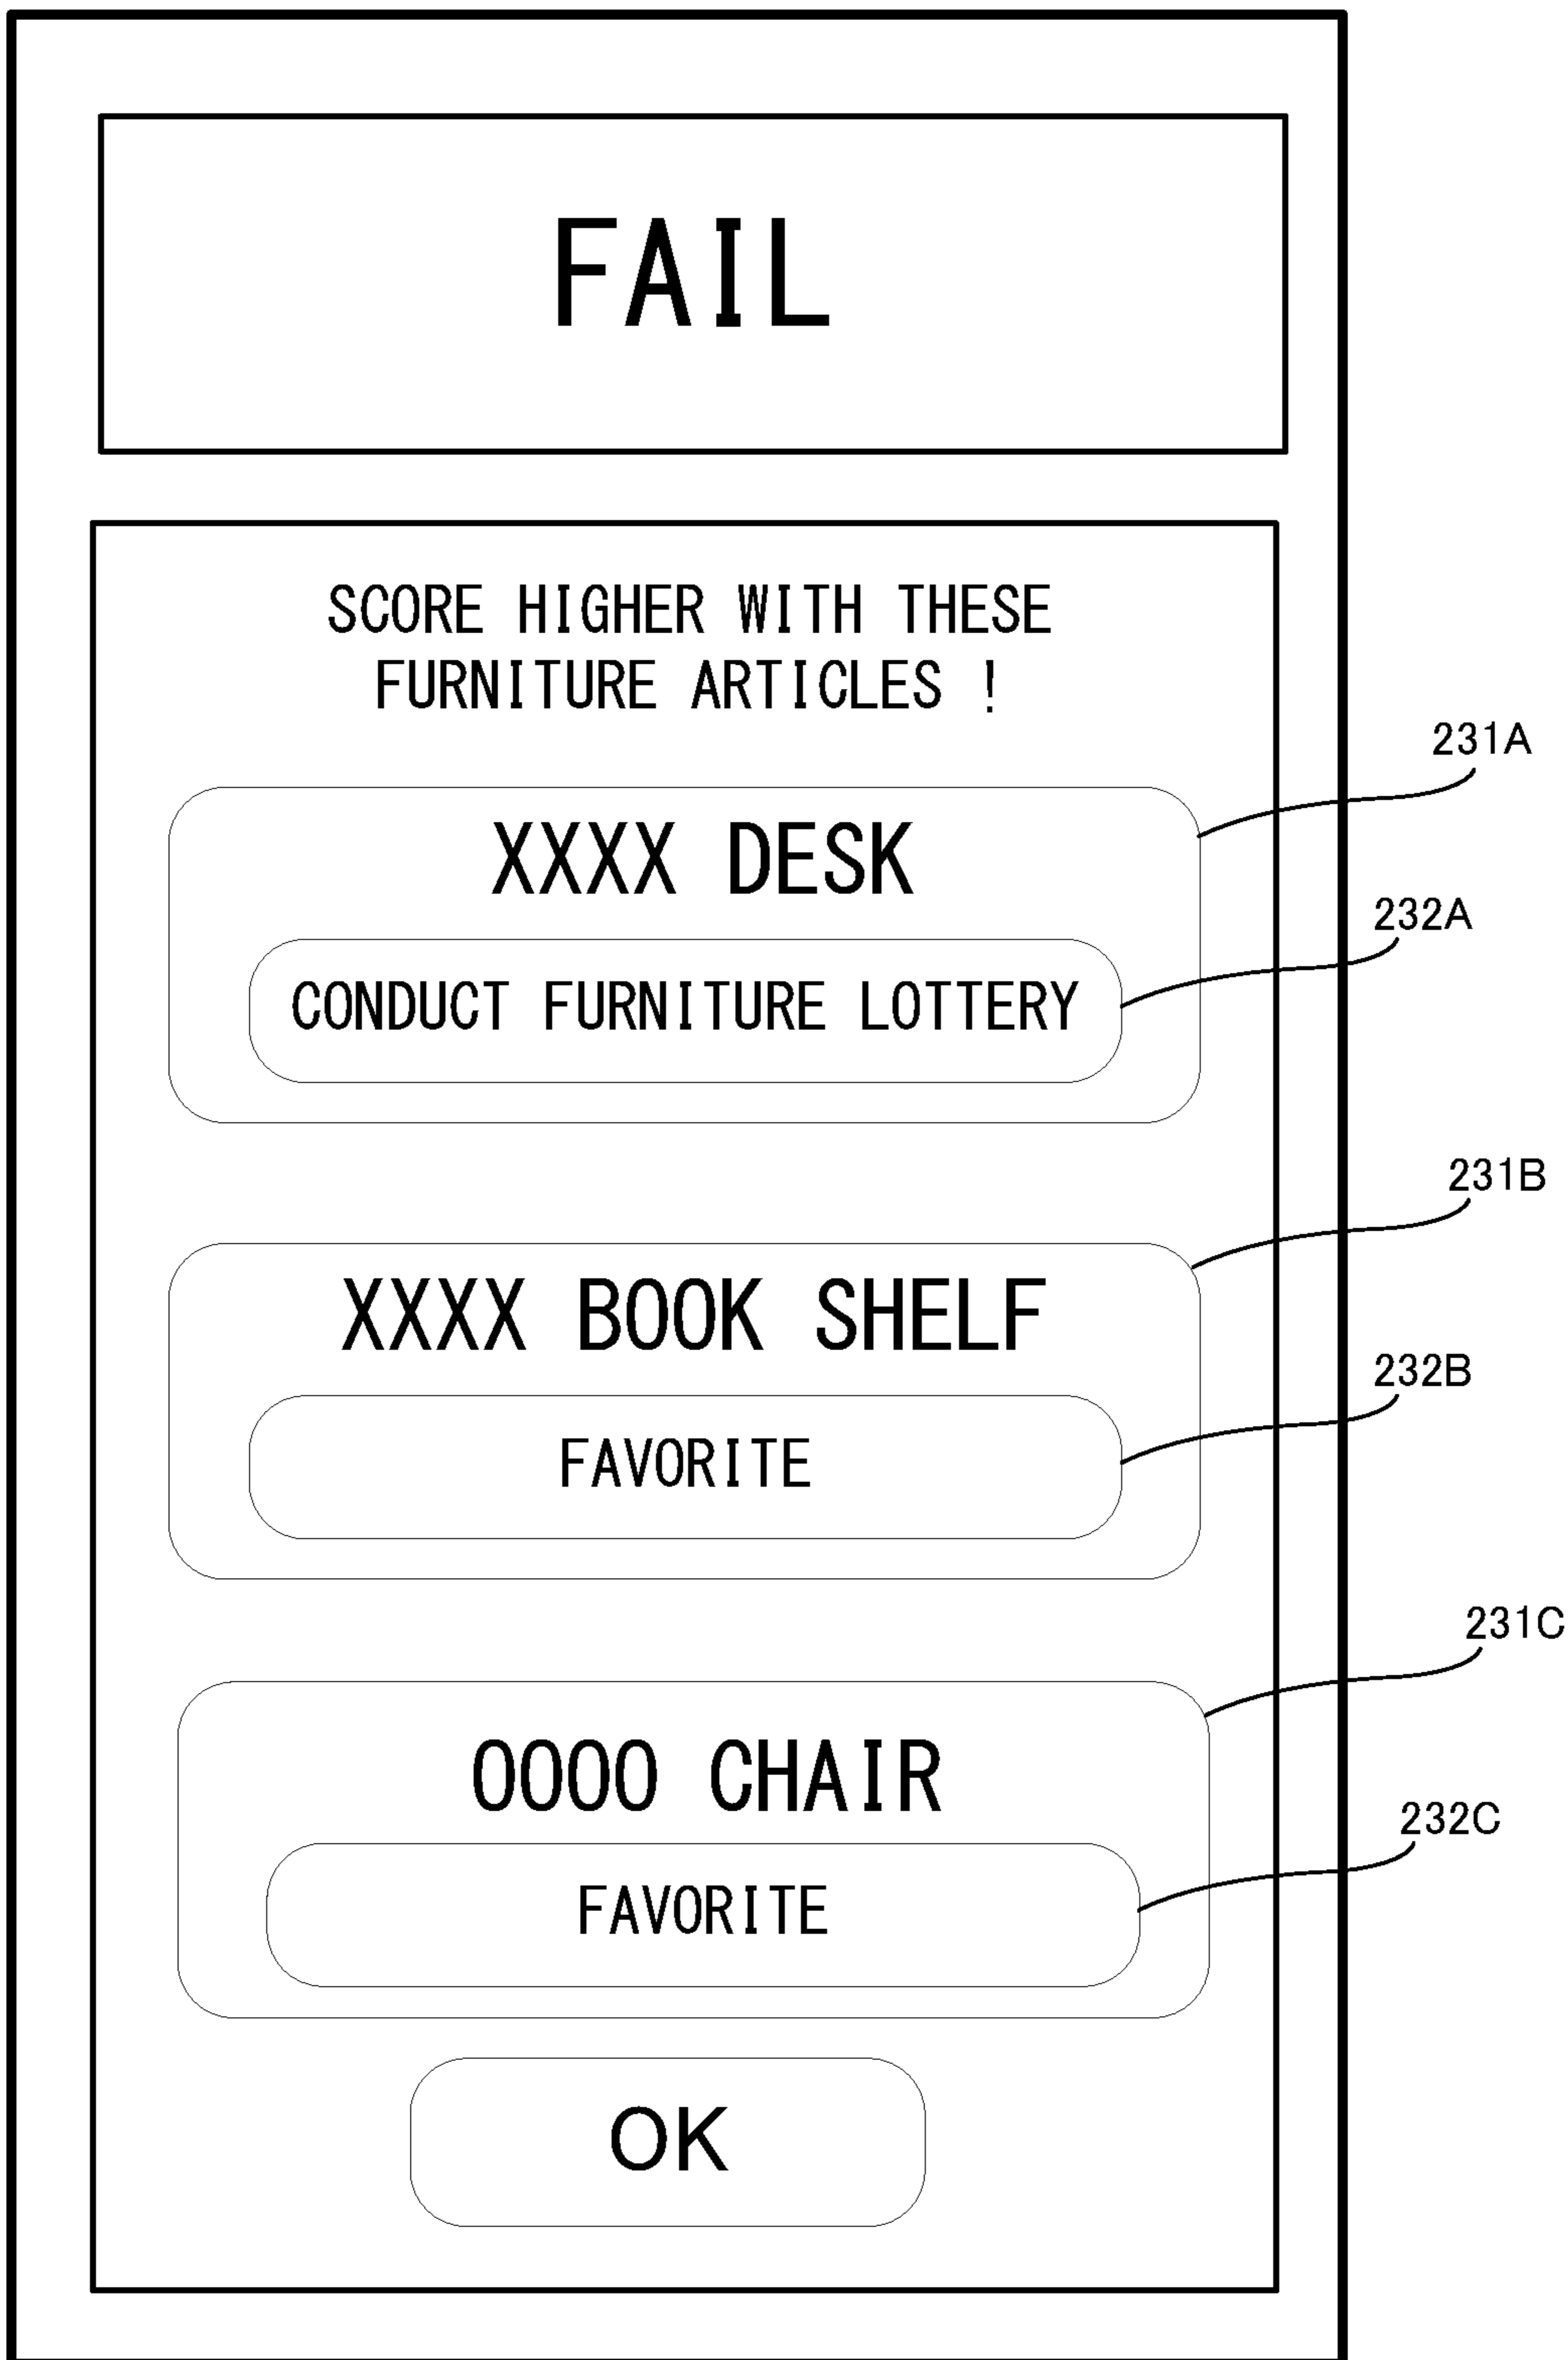 FAIL
SCORE HIGHER WITH THESE
FURNITURE ARTICLES !
231A
XXXX DESK
232A
CONDUCT FURNITURE LOTTERY
231B
XXXX BOOK SHELF
232B
FAVORITE
231C
OOOO CHAIR
232C
FAVORITE
OK